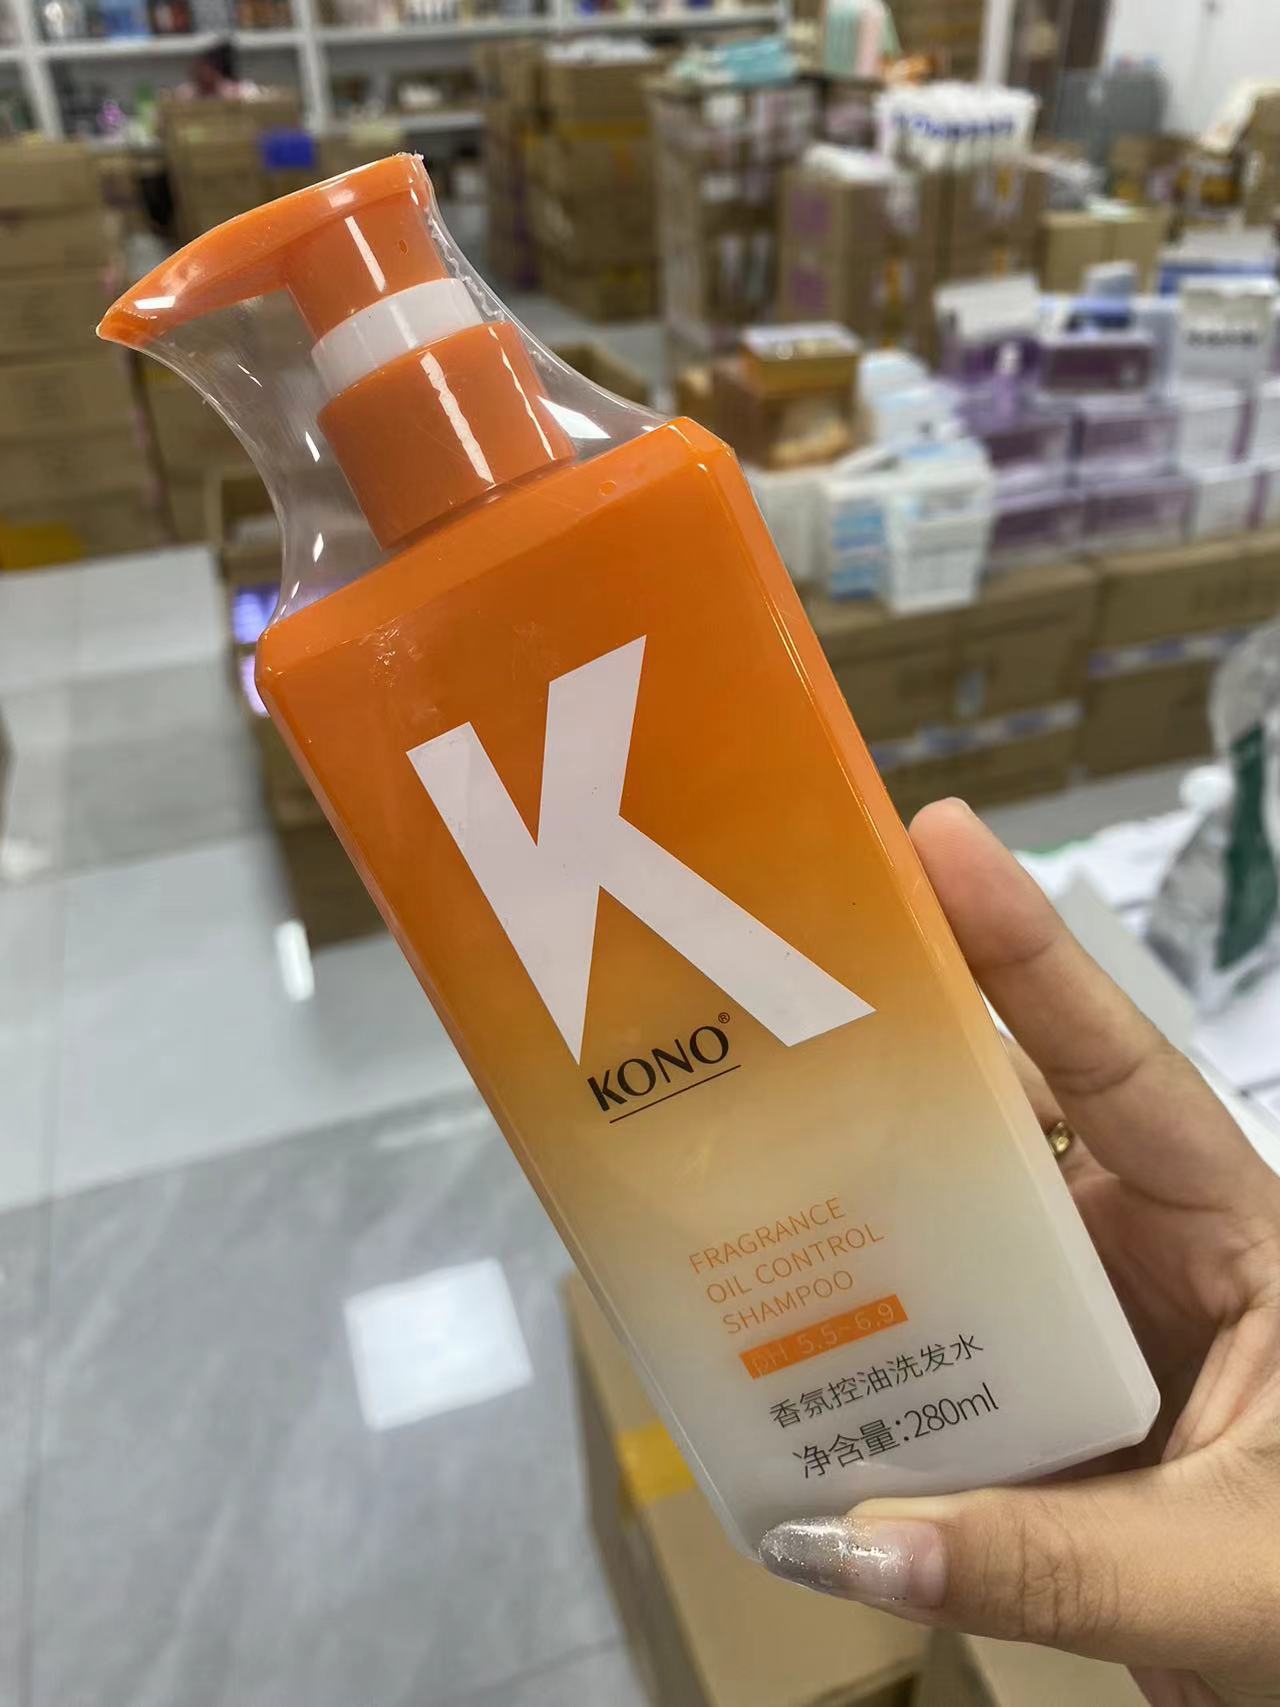 K
KONO®
FRAGRANCE
OIL CONTROL
SHAMPOO
pH 5.5~6.9
香氛控油洗发水
净含量:280ml